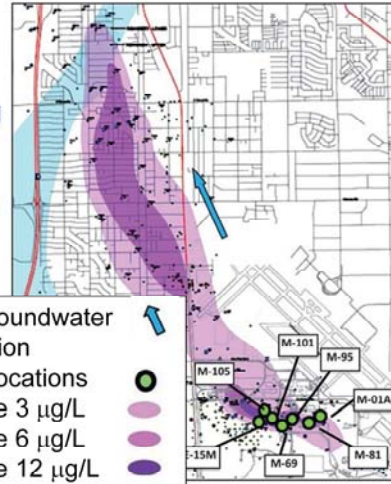 M-101
M-95
M-105
M-01A
E-15M
M-69
M-81
oundwater
ion
ocations
e 3 μg/L
e 6 μg/L
e 12 μg/L